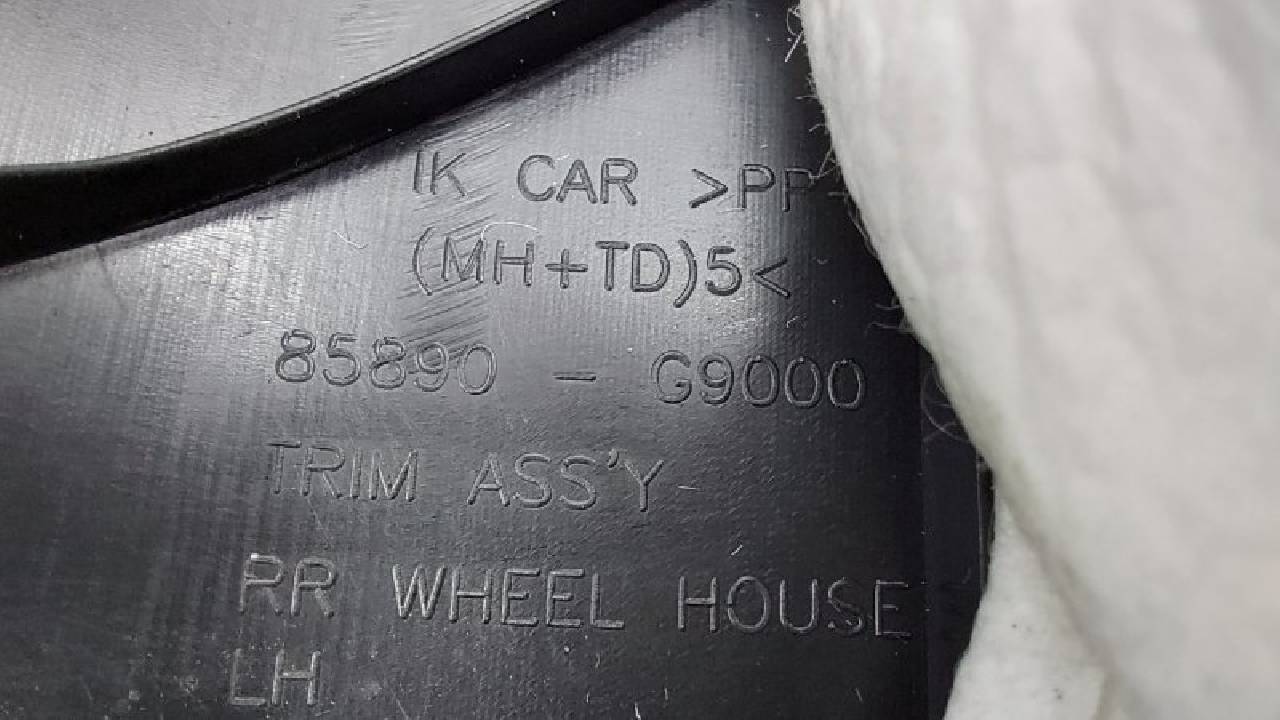 IK CAR >PP+
(MH+TD)5<
85890 - G9000
TRIM ASS'Y-
RR WHEEL HOUSE
LH